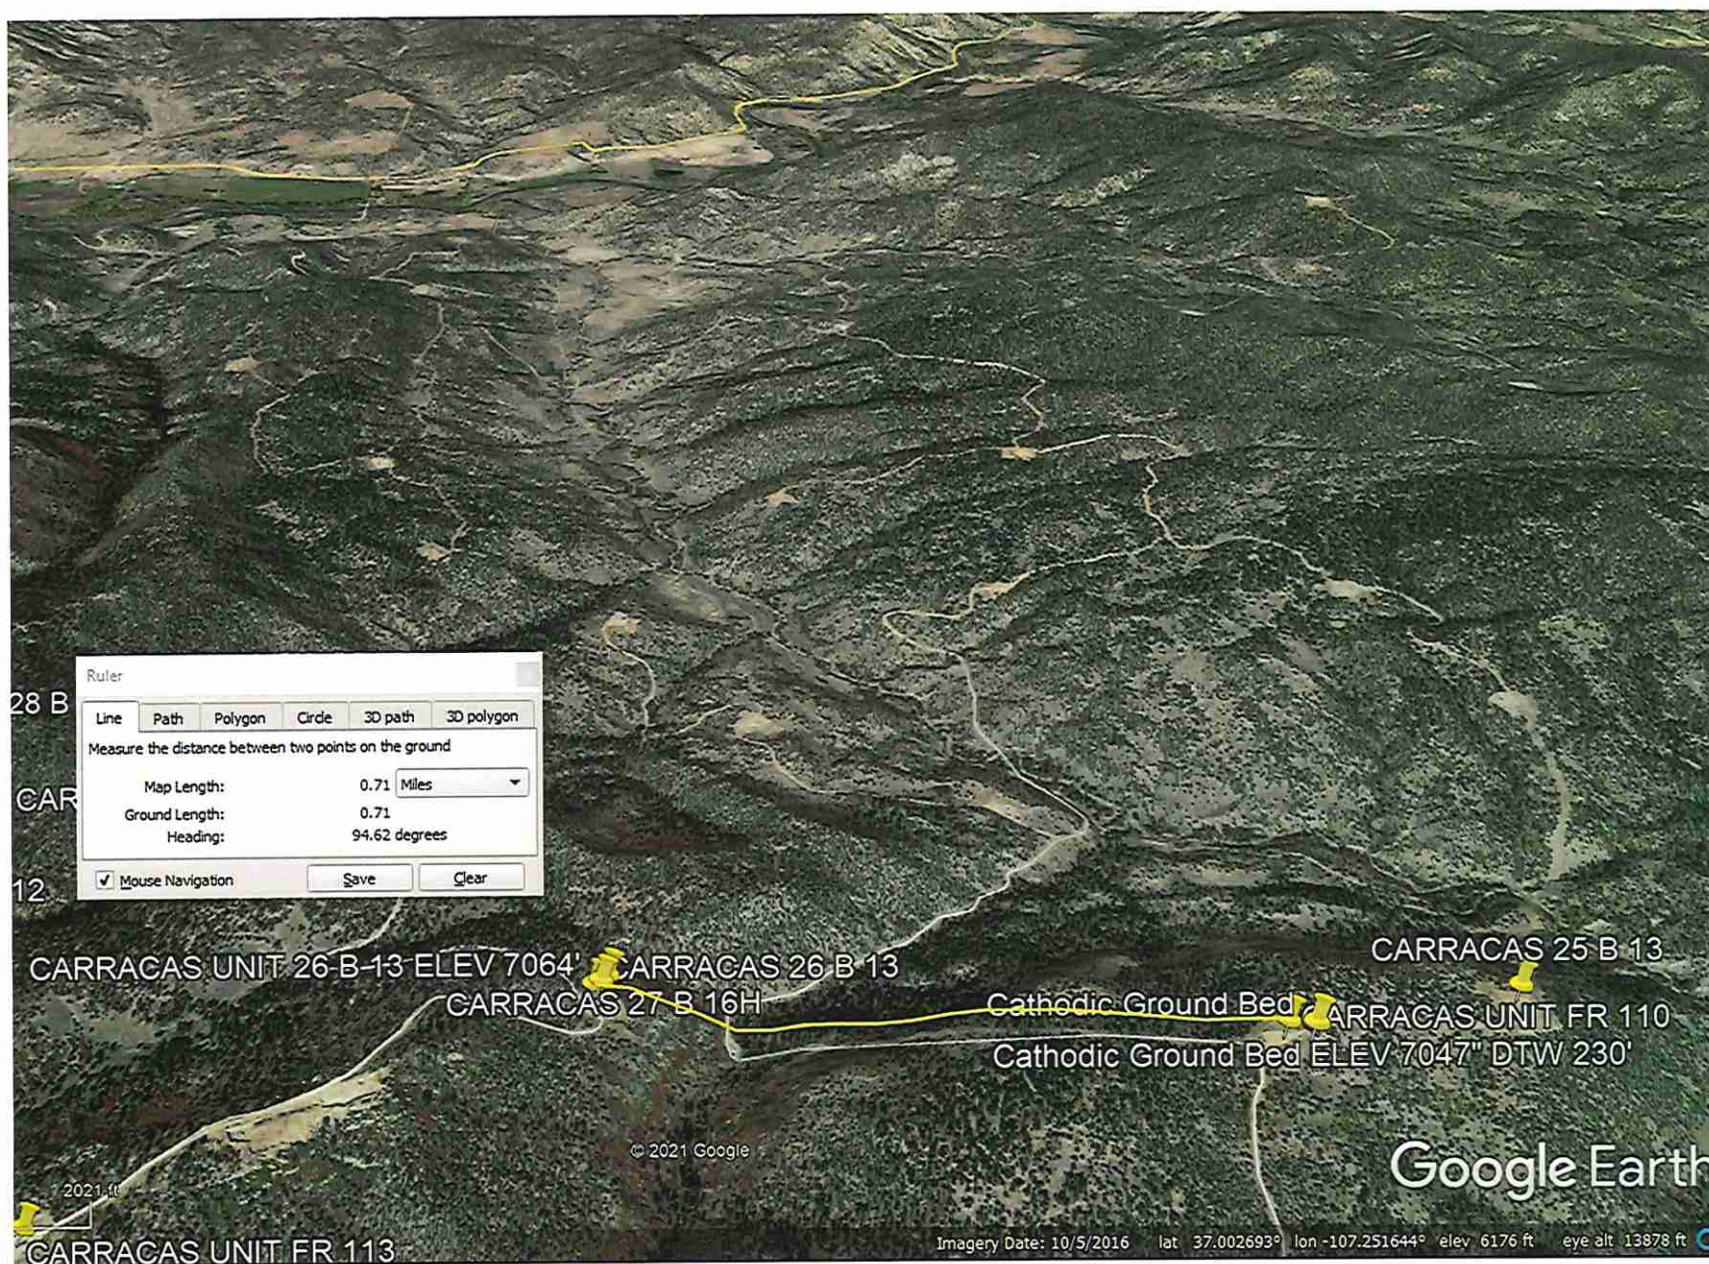 Ruler
Line Path Polygon Circle 3D path 3D polygon
Measure the distance between two points on the ground
Map Length: 0.71 Miles
Ground Length: 0.71
Heading: 94.62 degrees
Mouse Navigation Save Clear
28 B
CAR
12
CARRACAS 25 B 13
CARRACAS UNIT 26-B-13 ELEV 7064' CARRACAS 26 B 13
CARRACAS 27 B 16H
Cathodic Ground Bed ARRACAS UNIT FR 110
Cathodic Ground Bed ELEV 7047" DTW 230'
© 2021 Google
Google Earth
2021 ft
CARRACAS UNIT FR 113
Imagery Date: 10/5/2016 lat 37.002693° lon -107.251644° elev 6176 ft eye alt 13878 ft